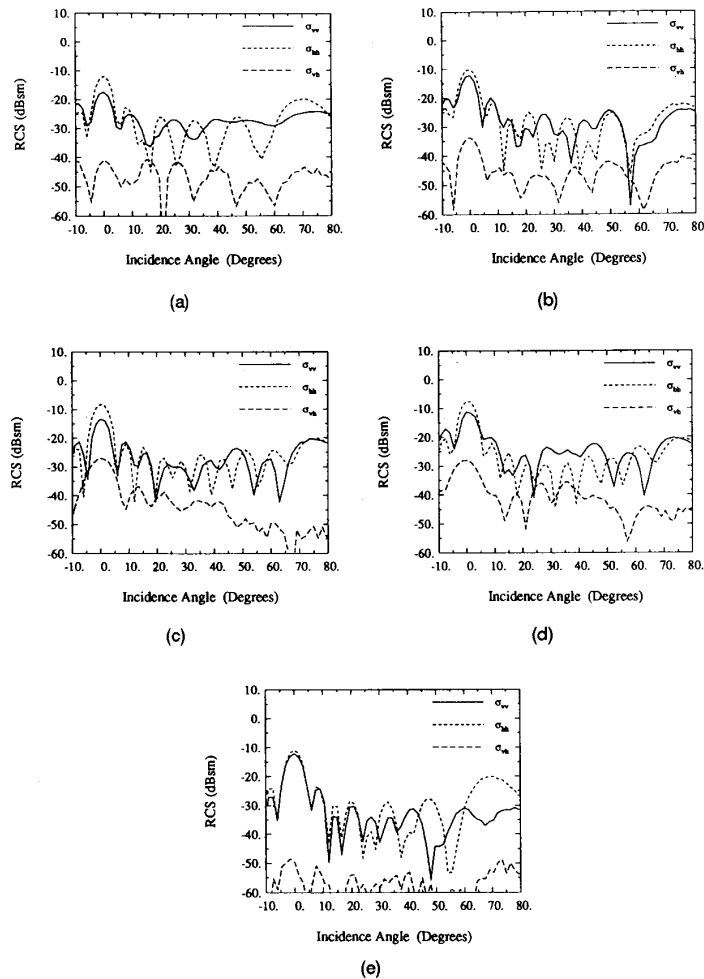 10.
0.
-10.
-20.
-30.
-40.
-50.
-60.
RCS (dBsm)
σvv
σhh
σvh
-10. 0. 10. 20. 30. 40. 50. 60. 70. 80.
Incidence Angle (Degrees)
(a)
10.
0.
-10.
-20.
-30.
-40.
-50.
-60.
RCS (dBsm)
σvv
σhh
σvh
-10. 0. 10. 20. 30. 40. 50. 60. 70. 80.
Incidence Angle (Degrees)
(b)
10.
0.
-10.
-20.
-30.
-40.
-50.
-60.
RCS (dBsm)
σvv
σhh
σvh
-10. 0. 10. 20. 30. 40. 50. 60. 70. 80.
Incidence Angle (Degrees)
(c)
10.
0.
-10.
-20.
-30.
-40.
-50.
-60.
RCS (dBsm)
σvv
σhh
σvh
-10. 0. 10. 20. 30. 40. 50. 60. 70. 80.
Incidence Angle (Degrees)
(d)
10.
0.
-10.
-20.
-30.
-40.
-50.
-60.
RCS (dBsm)
σvv
σhh
σvh
-10. 0. 10. 20. 30. 40. 50. 60. 70. 80.
Incidence Angle (Degrees)
(e)